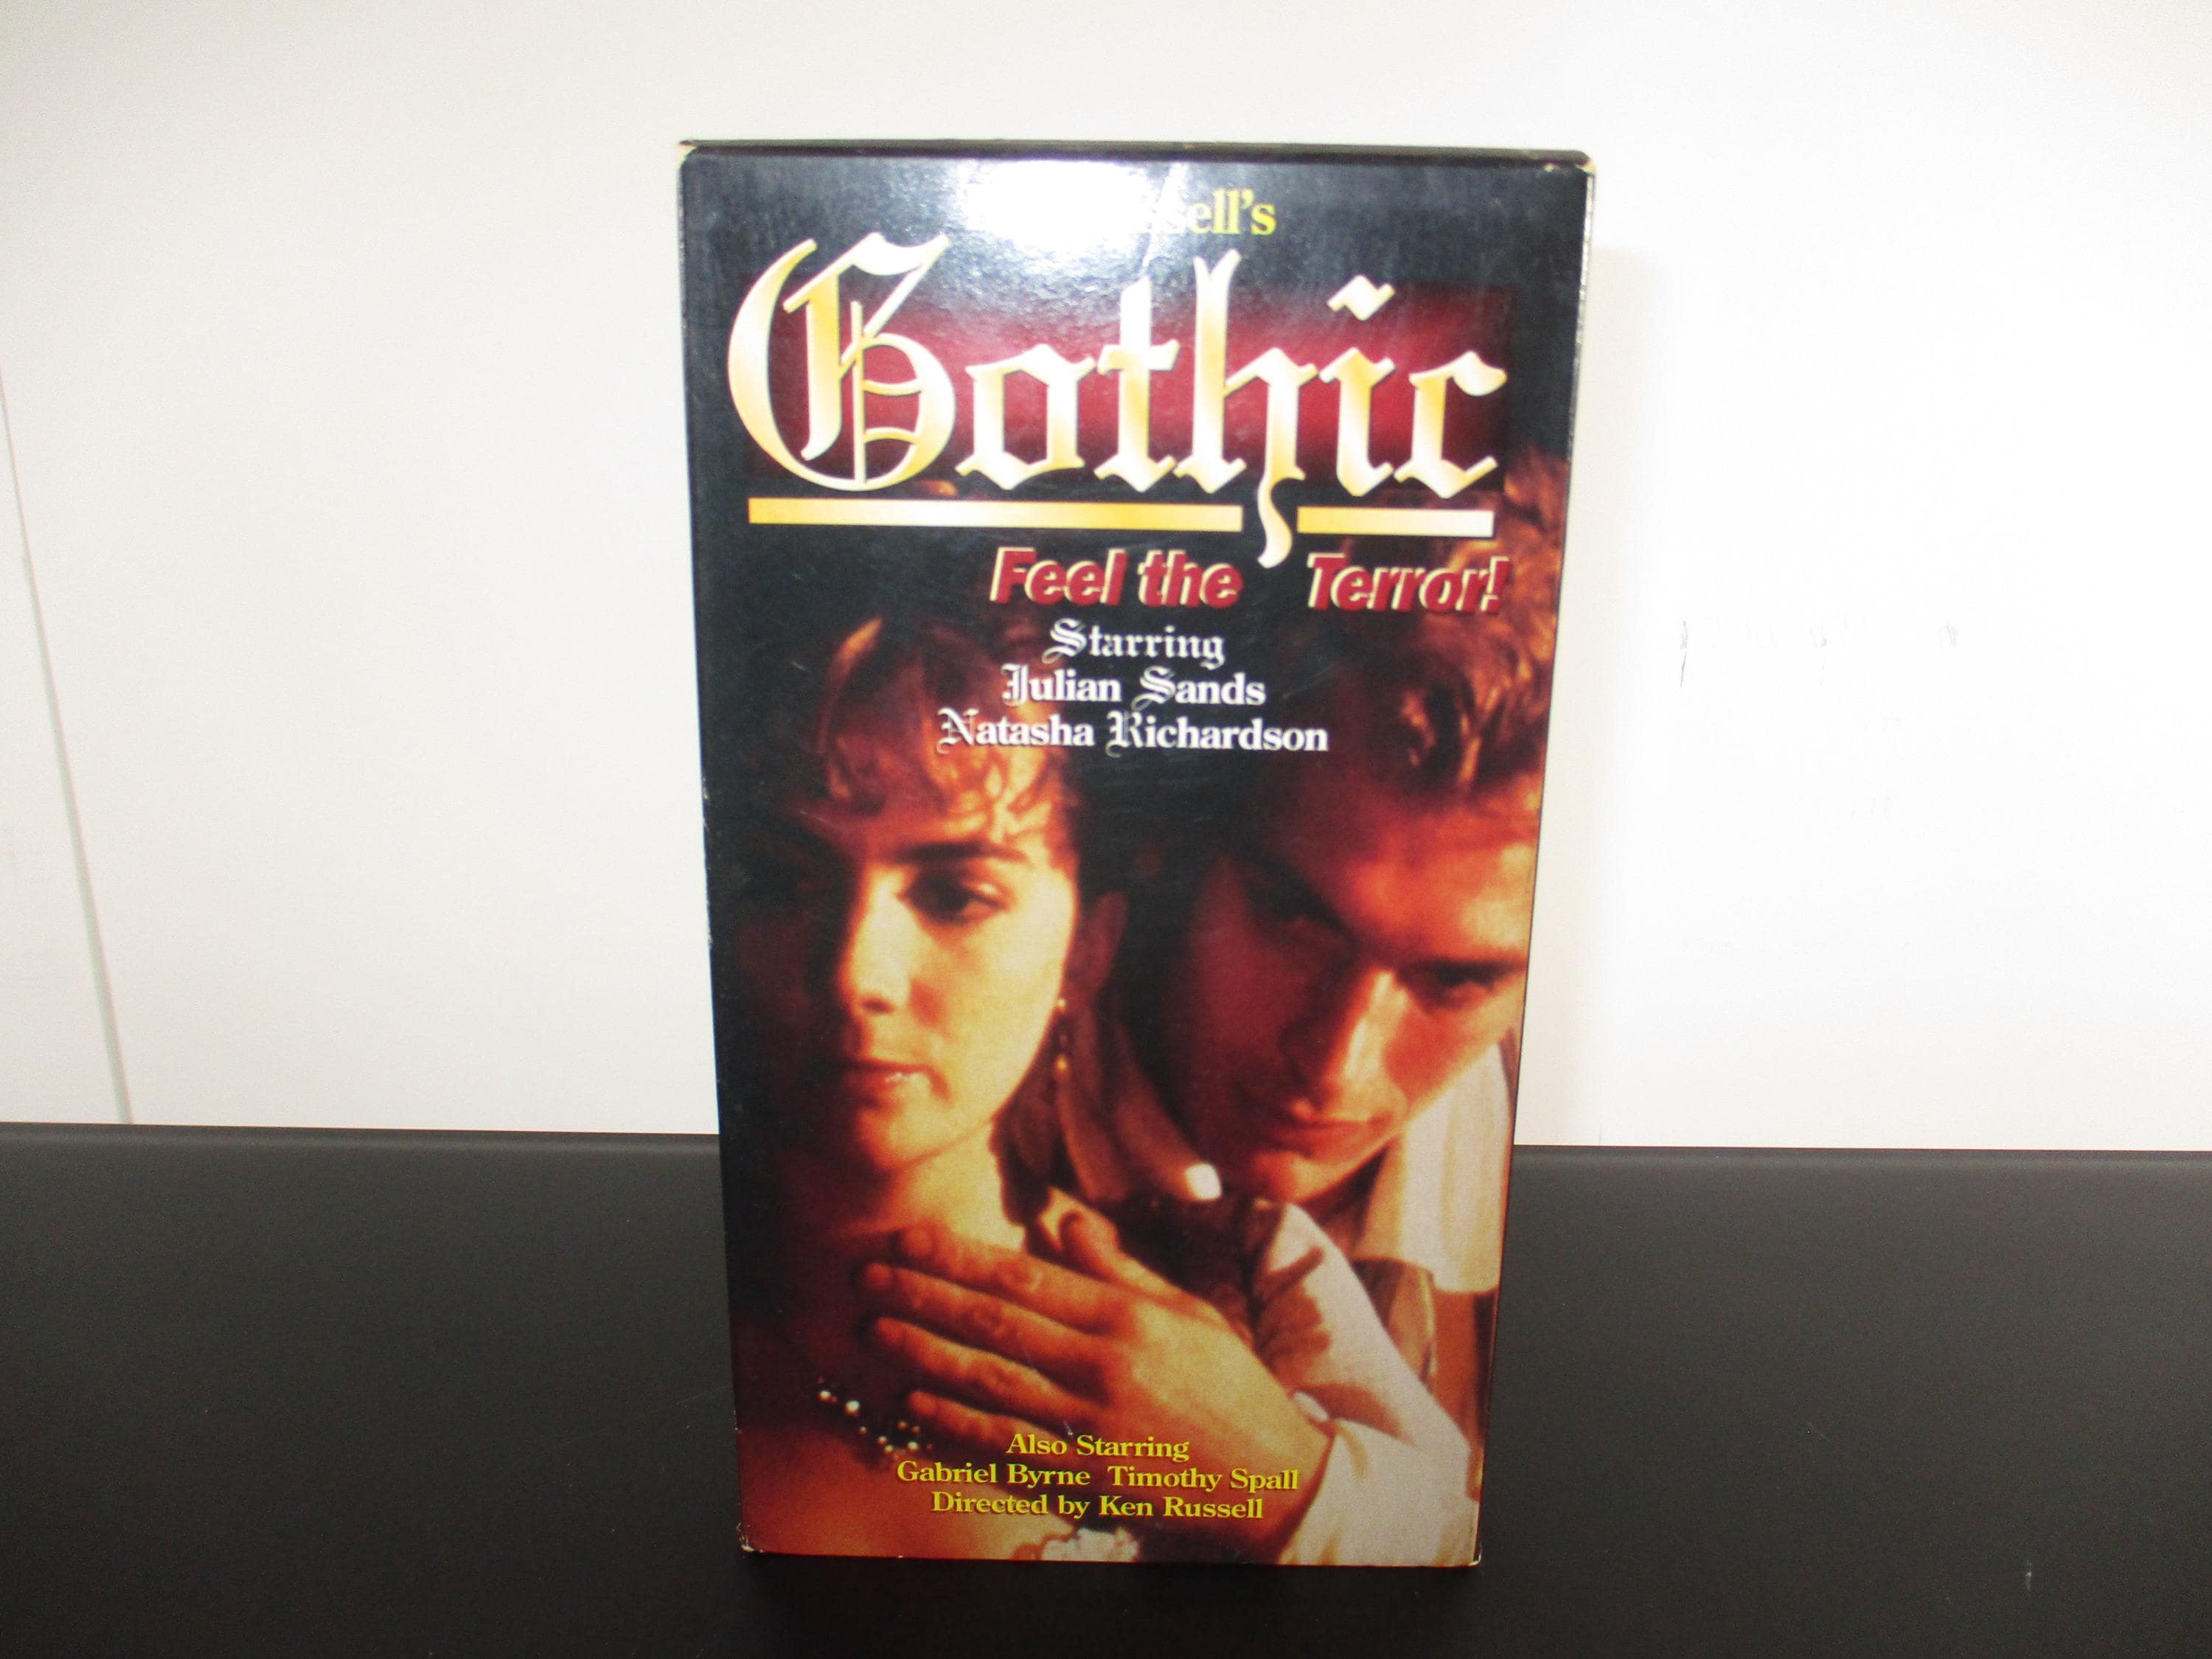 sell's
Gothic
Feel the Terror!
Starring
Julian Sands
Natasha Richardson
Also Starring
Gabriel Byrne Timothy Spall
Directed by Ken Russell